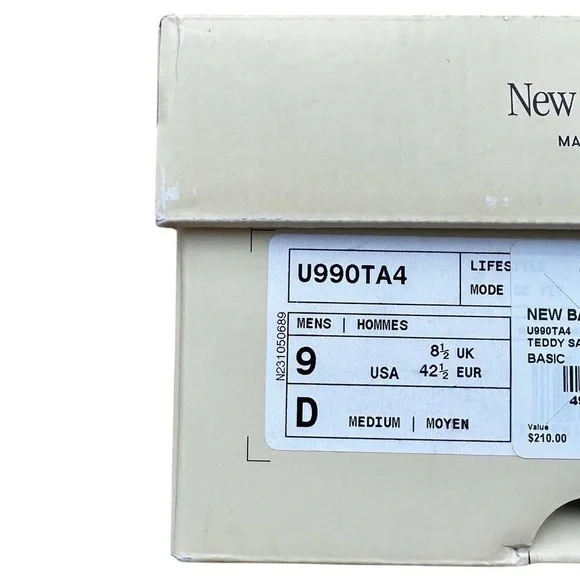 New
MA
U990TA4
LIFES
MODE
N231050689
MENS | HOMMES
9
USA
8½ UK
42½ EUR
D
MEDIUM | MOYEN
NEW BA
U990TA4
TEDDY SA
BASIC
49
Value
$210.00